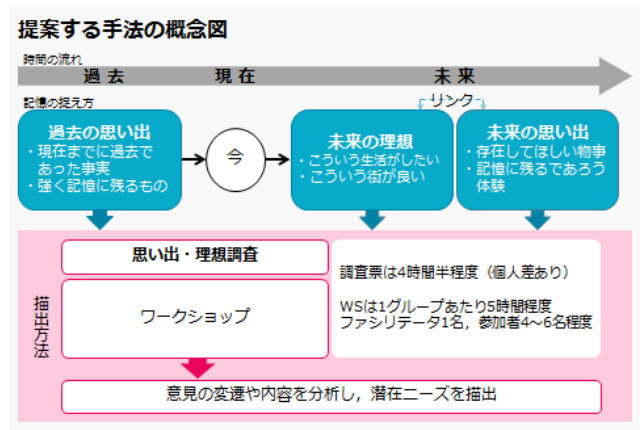 提案する手法の概念図
時間の流れ
過去 現在 未来
記憶の捉え方
リンク
過去の思い出
・現在までに過去で
あった事実
・強く記憶に残るもの
今
未来の理想
・こういう生活がしたい
・こういう街が良い
未来の思い出
・存在してほしい物事
・記憶に残るであろう
体験
描出方法
思い出・理想調査
ワークショップ
調査票は4時間半程度（個人差あり）
WSは1グループあたり5時間程度
ファシリテータ1名，参加者4～6名程度
意見の変遷や内容を分析し，潜在ニーズを描出